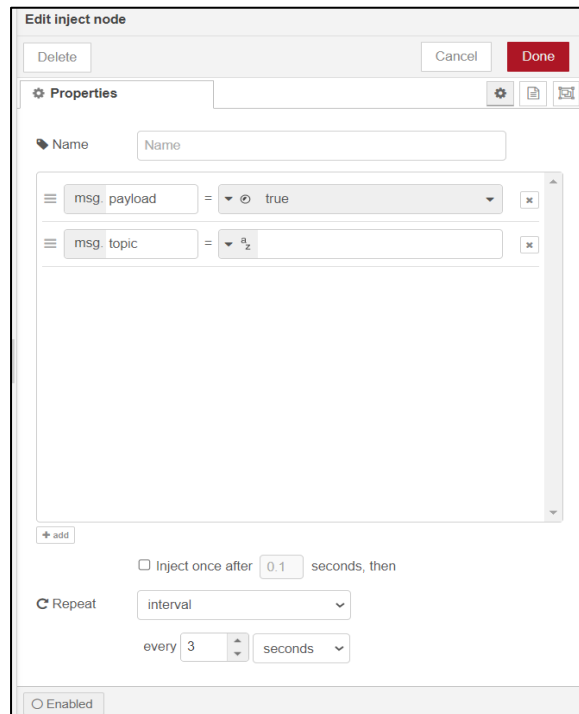 Edit inject node
Delete Cancel Done
Properties
Name Name
msg. payload = true
msg. topic = az
+ add
Inject once after 0.1 seconds, then
Repeat interval
every 3 seconds
Enabled